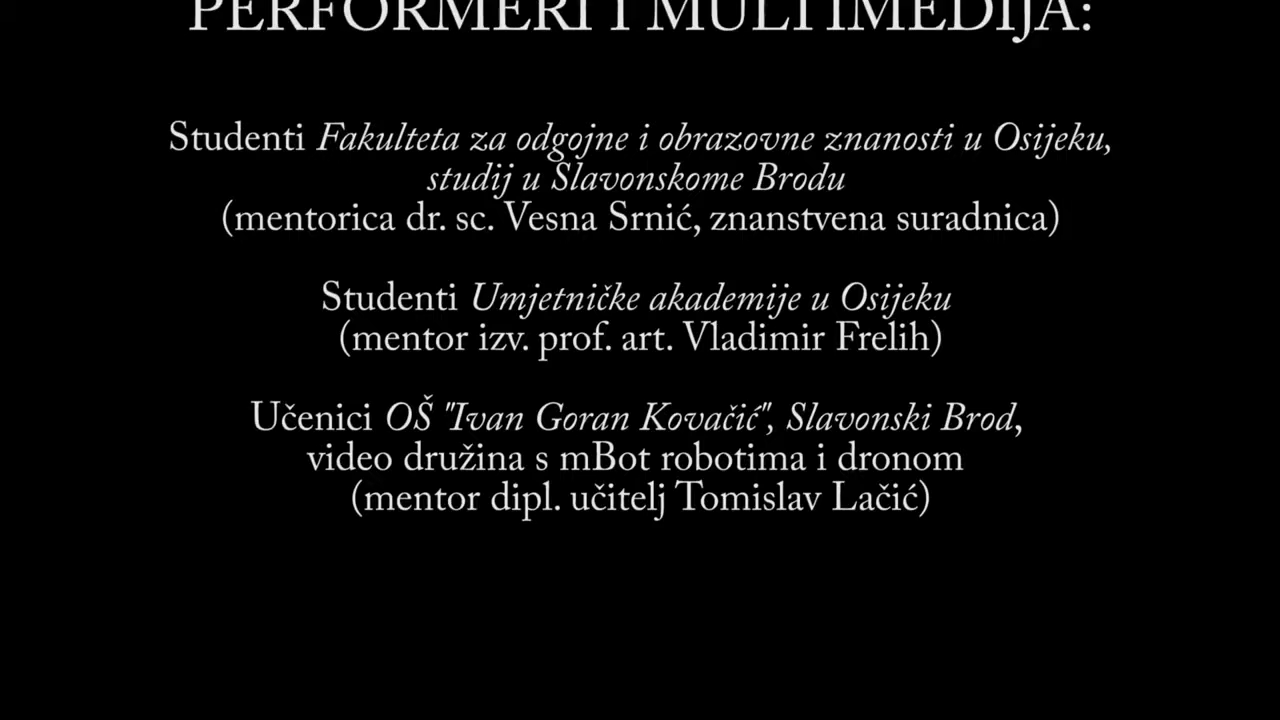 PERFORMERI I MULTIMEDIJA:
Studenti Fakulteta za odgojne i obrazovne znanosti u Osijeku,
studij u Slavonskome Brodu
(mentorica dr. sc. Vesna Srnić, znanstvena suradnica)
Studenti Umjetničke akademije u Osijeku
(mentor izv. prof. art. Vladimir Frelih)
Učenici OŠ "Ivan Goran Kovačić", Slavonski Brod,
video družina s mBot robotima i dronom
(mentor dipl. učitelj Tomislav Lačić)